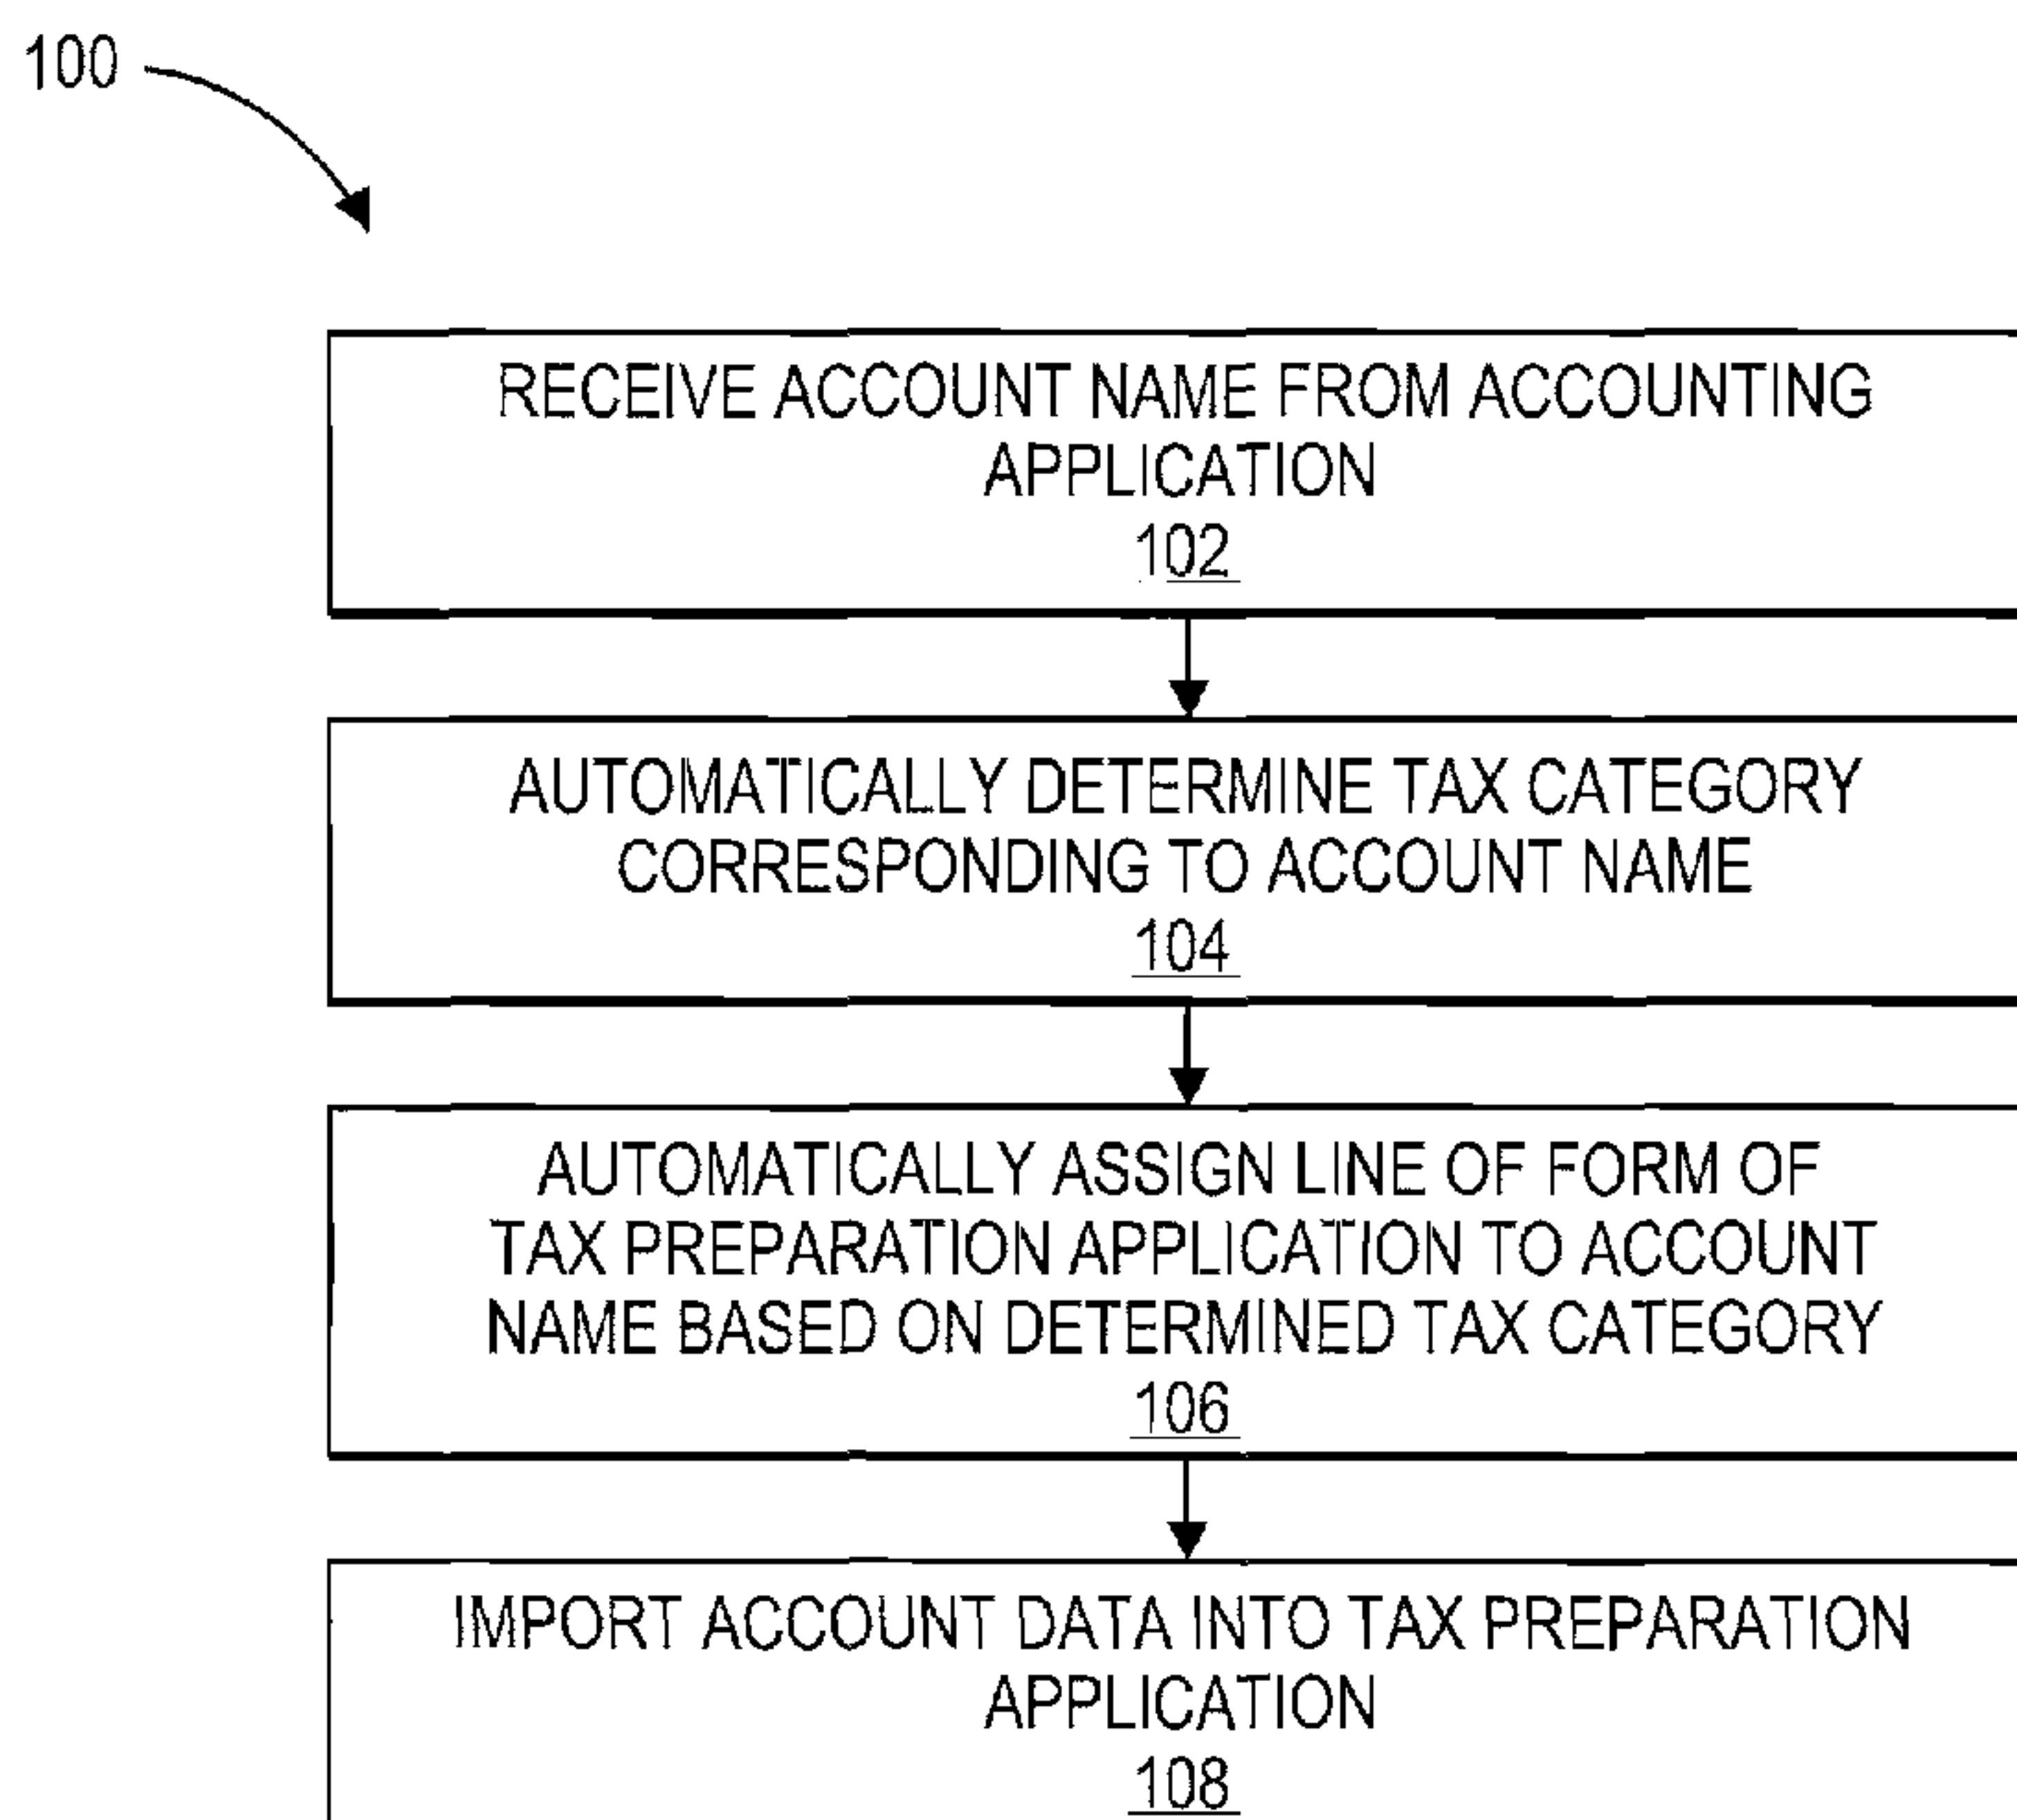 100
RECEIVE ACCOUNT NAME FROM ACCOUNTING
APPLICATION
102
AUTOMATICALLY DETERMINE TAX CATEGORY
CORRESPONDING TO ACCOUNT NAME
104
AUTOMATICALLY ASSIGN LINE OF FORM OF
TAX PREPARATION APPLICATION TO ACCOUNT
NAME BASED ON DETERMINED TAX CATEGORY
106
IMPORT ACCOUNT DATA INTO TAX PREPARATION
APPLICATION
108